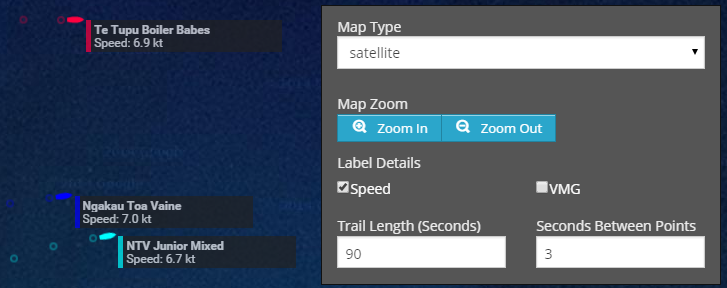 Te Tupu Boiler Babes
Speed: 6.9 kt
Ngakau Toa Vaine
Speed: 7.0 kt
NTV Junior Mixed
Speed: 6.7 kt
Map Type
satellite
Map Zoom
Zoom In
Zoom Out
Label Details
Speed
VMG
Trail Length (Seconds)
Seconds Between Points
90
3